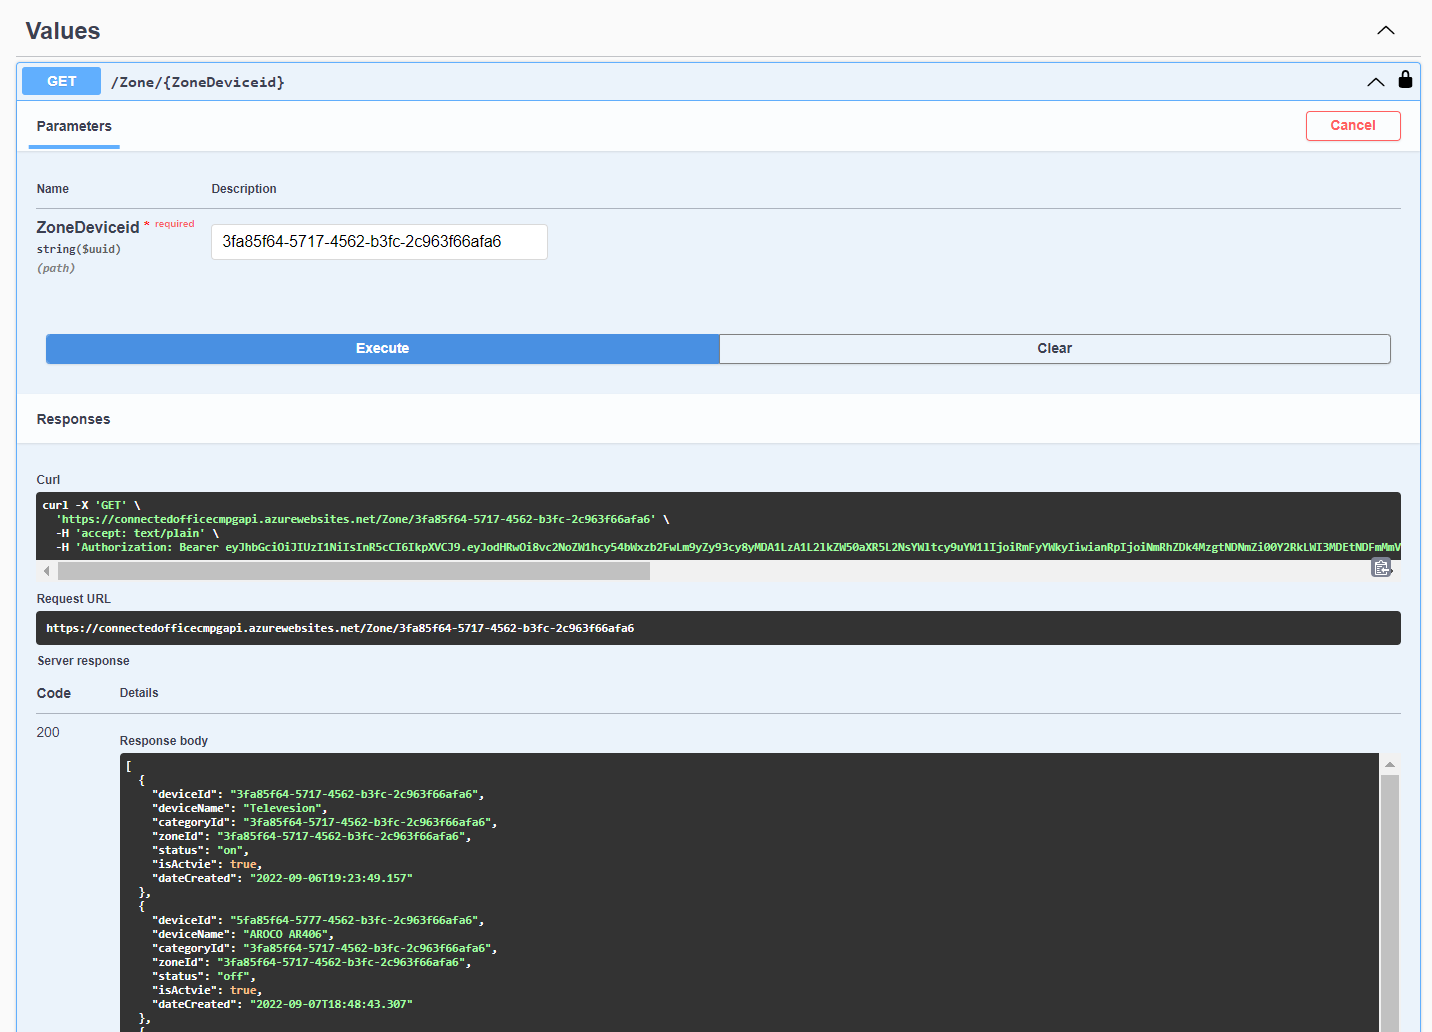 Values
GET /Zone/{ZoneDeviceid}
Parameters
Cancel
Name Description
ZoneDeviceid * required
string($uuid)
(path)
3fa85f64-5717-4562-b3fc-2c963f66afa6
Execute Clear
Responses
Curl
curl -X 'GET' \
'https://connectedofficecmpgapi.azurewebsites.net/Zone/3fa85f64-5717-4562-b3fc-2c963f66afa6' \
-H 'accept: text/plain' \
-H 'Authorization: Bearer
Request URL
https://connectedofficecmpgapi.azurewebsites.net/Zone/3fa85f64-5717-4562-b3fc-2c963f66afa6
Server response
Code Details
200
Response body
[
{
"deviceId": "3fa85f64-5717-4562-b3fc-2c963f66afa6",
"deviceName": "Televesion",
"categoryId": "3fa85f64-5717-4562-b3fc-2c963f66afa6",
"zoneId": "3fa85f64-5717-4562-b3fc-2c963f66afa6",
"status": "on",
"isActvie": true,
"dateCreated": "2022-09-06T19:23:49.157"
},
{
"deviceId": "5fa85f64-5777-4562-b3fc-2c963f66afa6",
"deviceName": "AROCO AR406",
"categoryId": "3fa85f64-5717-4562-b3fc-2c963f66afa6",
"zoneId": "3fa85f64-5717-4562-b3fc-2c963f66afa6",
"status": "off",
"isActvie": true,
"dateCreated": "2022-09-07T18:48:43.307"
},